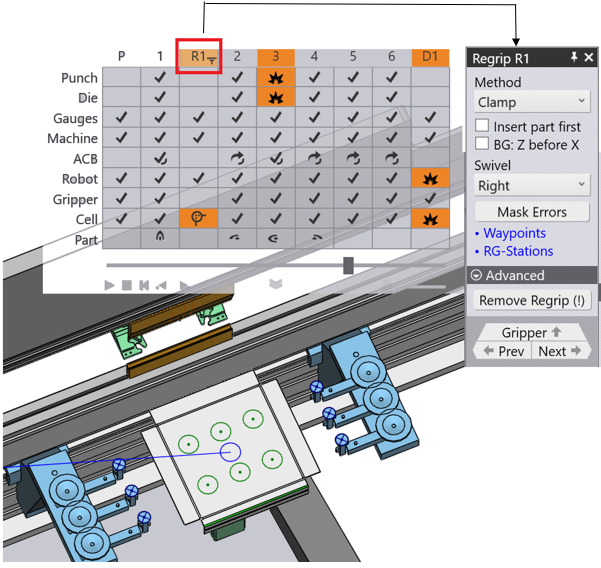 P 1 R1 2 3 4 5 6 D1
Punch
Die
Gauges
Machine
ACB
Robot
Gripper
Cell
Part
Regrip R1
Method
Clamp
Insert part first
BG: Z before X
Swivel
Right
Mask Errors
• Waypoints
• RG-Stations
Advanced
Remove Regrip (!)
Gripper
Prev Next